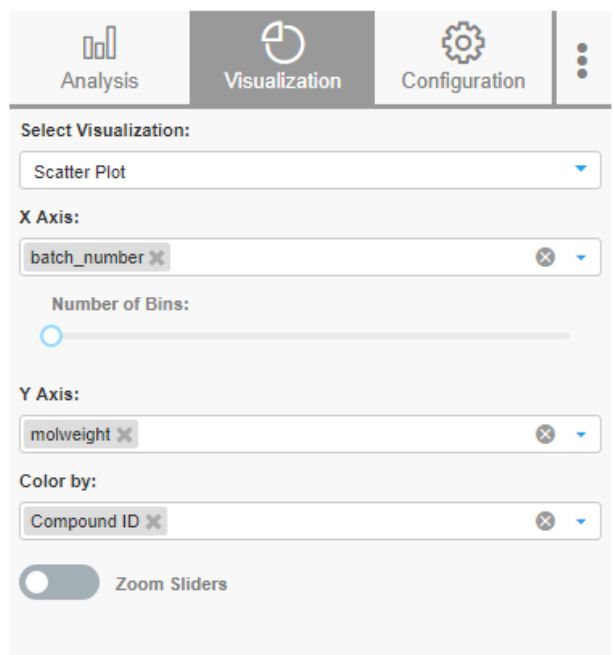 Analysis
Visualization
Configuration
Select Visualization:
Scatter Plot
X Axis:
batch_number
Number of Bins:
Y Axis:
molweight
Color by:
Compound ID
Zoom Sliders